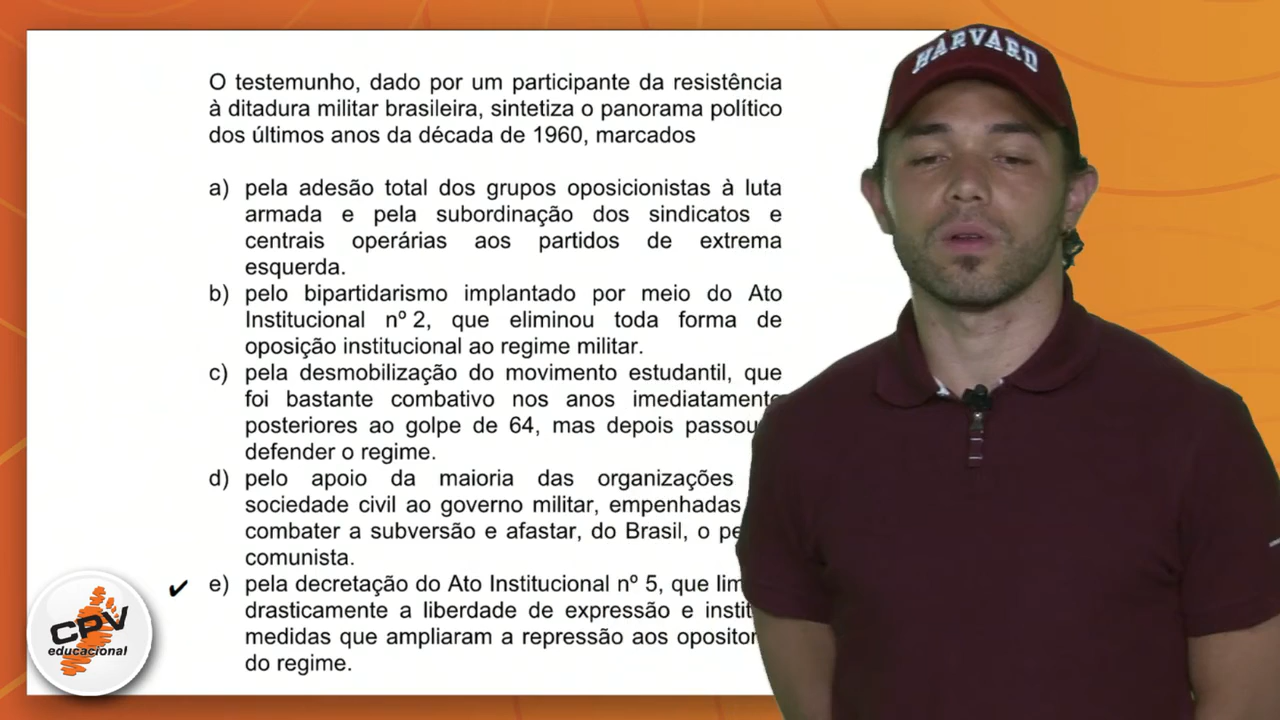 HARVARD
O testemunho, dado por um participante da resistência
à ditadura militar brasileira, sintetiza o panorama político
dos últimos anos da década de 1960, marcados
a) pela adesão total dos grupos oposicionistas à luta
armada e pela subordinação dos sindicatos e
centrais operárias aos partidos de extrema
esquerda.
b) pelo bipartidarismo implantado por meio do Ato
Institucional nº 2, que eliminou toda forma de
oposição institucional ao regime militar.
c) pela desmobilização do movimento estudantil, que
foi bastante combativo nos anos imediatamente
posteriores ao golpe de 64, mas depois passou
defender o regime.
d) pelo apoio da maioria das organizações
sociedade civil ao governo militar, empenhadas
combater a subversão e afastar, do Brasil, o
comunista.
e) pela decretação do Ato Institucional nº 5, que
drasticamente a liberdade de expressão e
medidas que ampliaram a repressão aos
do regime.
CPV
educacional